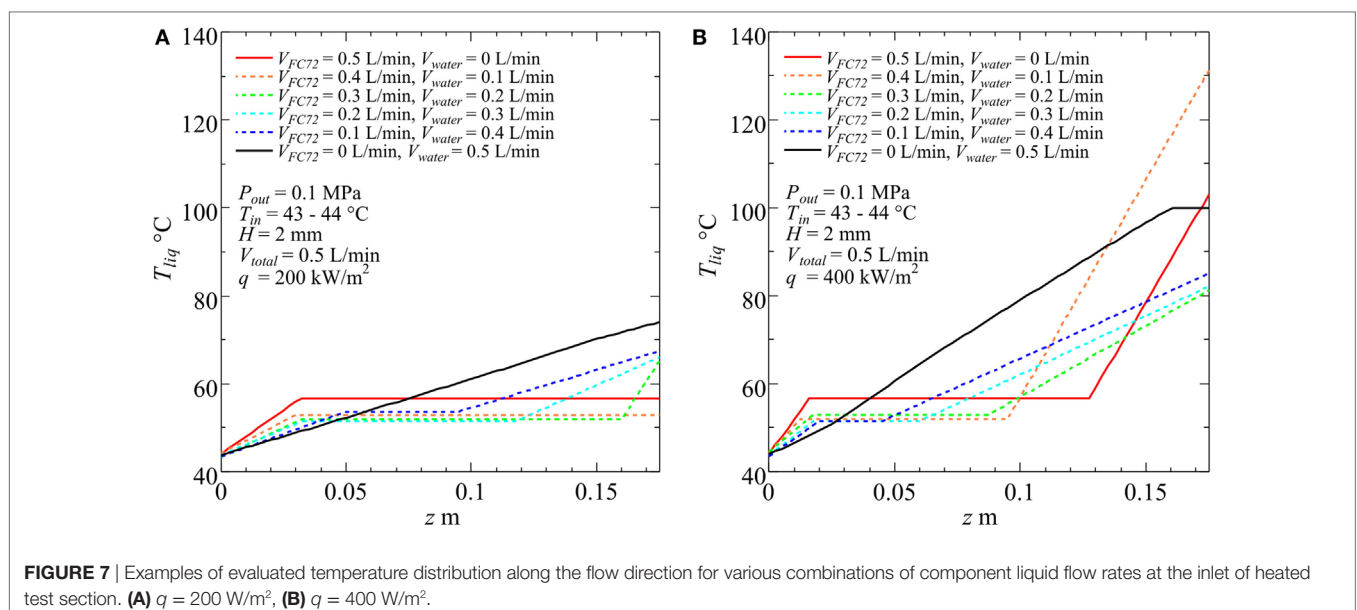 A
140
120
100
80
60
40
T_liq °C
V_FC72 = 0.5 L/min, V_water = 0 L/min
V_FC72 = 0.4 L/min, V_water = 0.1 L/min
V_FC72 = 0.3 L/min, V_water = 0.2 L/min
V_FC72 = 0.2 L/min, V_water = 0.3 L/min
V_FC72 = 0.1 L/min, V_water = 0.4 L/min
V_FC72 = 0 L/min, V_water = 0.5 L/min
P_out = 0.1 MPa
T_in = 43 - 44 °C
H = 2 mm
V_total = 0.5 L/min
q = 200 kW/m²
0 0.05 0.1 0.15
z m
B
140
120
100
80
60
40
T_liq °C
V_FC72 = 0.5 L/min, V_water = 0 L/min
V_FC72 = 0.4 L/min, V_water = 0.1 L/min
V_FC72 = 0.3 L/min, V_water = 0.2 L/min
V_FC72 = 0.2 L/min, V_water = 0.3 L/min
V_FC72 = 0.1 L/min, V_water = 0.4 L/min
V_FC72 = 0 L/min, V_water = 0.5 L/min
P_out = 0.1 MPa
T_in = 43 - 44 °C
H = 2 mm
V_total = 0.5 L/min
q = 400 kW/m²
0 0.05 0.1 0.15
z m
FIGURE 7 | Examples of evaluated temperature distribution along the flow direction for various combinations of component liquid flow rates at the inlet of heated
test section. (A) q = 200 W/m², (B) q = 400 W/m².